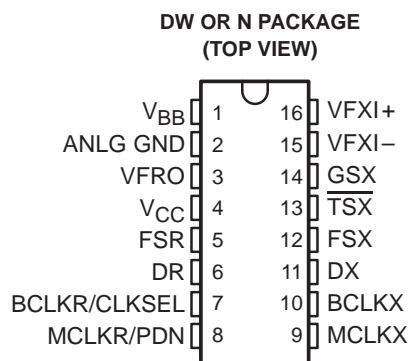 DW OR N PACKAGE
(TOP VIEW)
VBB 1 16 VFXI+
ANLG GND 2 15 VFXI–
VFRO 3 14 GSX
VCC 4 13 TSX
FSR 5 12 FSX
DR 6 11 DX
BCLKR/CLKSEL 7 10 BCLKX
MCLKR/PDN 8 9 MCLKX